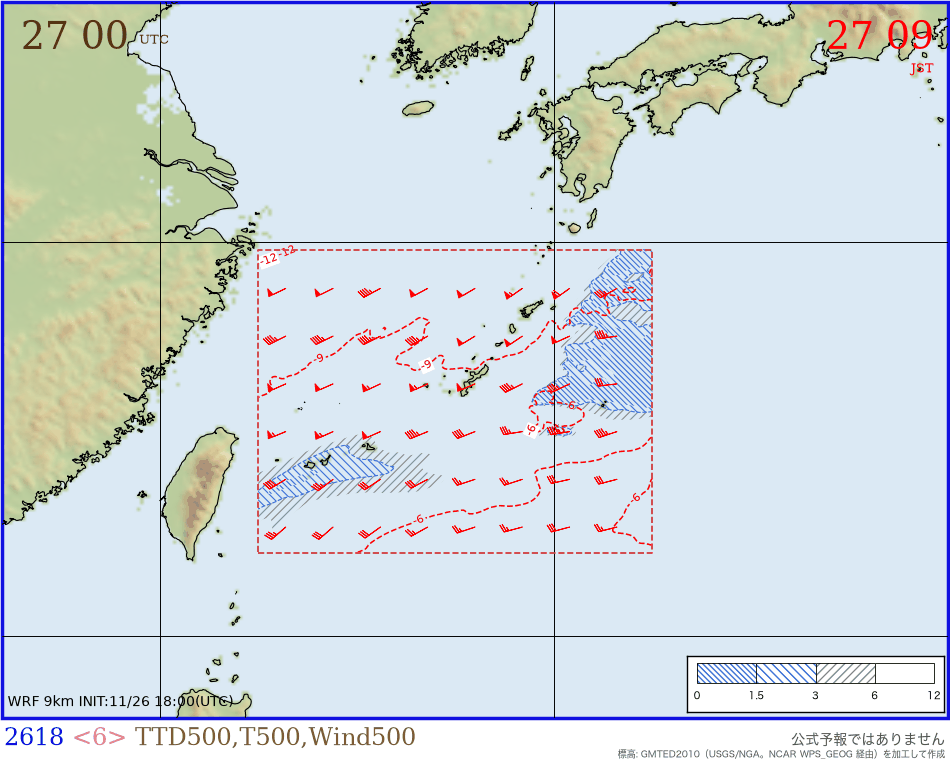 27 00 UTC
27 09
JST
-12 -12
-9
-9
-6
-6
-6
-6
WRF 9km INIT:11/26 18:00(UTC)
0 1.5 3 6 12
2618 <6> TTD500,T500,Wind500
公式予報ではありません
標高: GMTED2010（USGS/NGA。NCAR WPS_GEOG 経由）を加工して作成